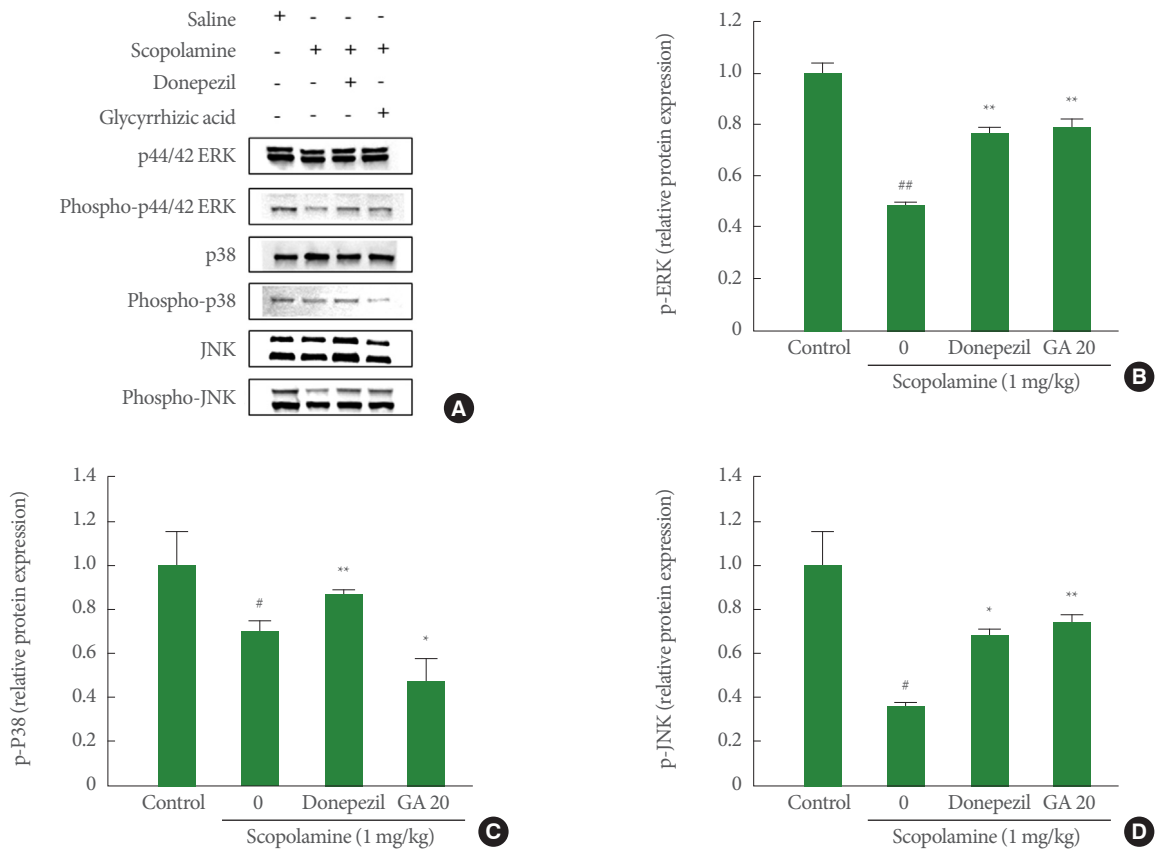 Saline + - - -
Scopolamine - + + +
Donepezil - - + -
Glycyrrhizic acid - - - +
p44/42 ERK
Phospho-p44/42 ERK
p38
Phospho-p38
JNK
Phospho-JNK
A
p-ERK (relative protein expression)
1.2
1.0
0.8
0.6
0.4
0.2
0
##
**
**
Control 0 Donepezil GA 20
Scopolamine (1 mg/kg)
B
p-P38 (relative protein expression)
1.4
1.2
1.0
0.8
0.6
0.4
0.2
0
#
**
*
Control 0 Donepezil GA 20
Scopolamine (1 mg/kg)
C
p-JNK (relative protein expression)
1.4
1.2
1.0
0.8
0.6
0.4
0.2
0
#
*
**
Control 0 Donepezil GA 20
Scopolamine (1 mg/kg)
D